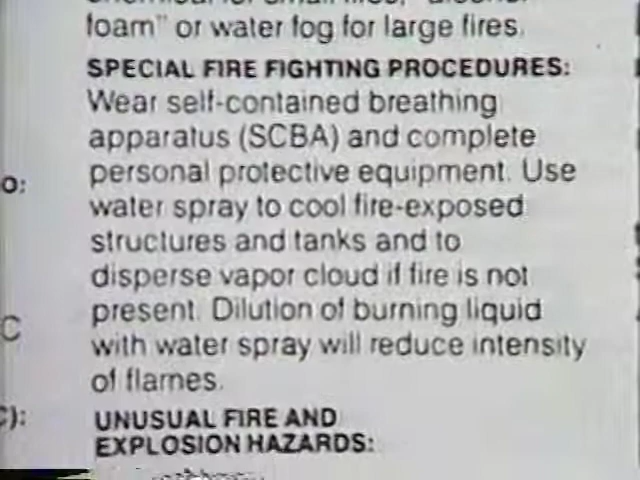 foam" or water fog for large fires.
SPECIAL FIRE FIGHTING PROCEDURES:
Wear self-contained breathing
apparatus (SCBA) and complete
personal protective equipment. Use
O:
water spray to cool fire-exposed
structures and tanks and to
disperse vapor cloud if fire is not
present. Dilution of burning liquid
C
with water spray will reduce intensity
of flames.
C):
UNUSUAL FIRE AND
EXPLOSION HAZARDS: